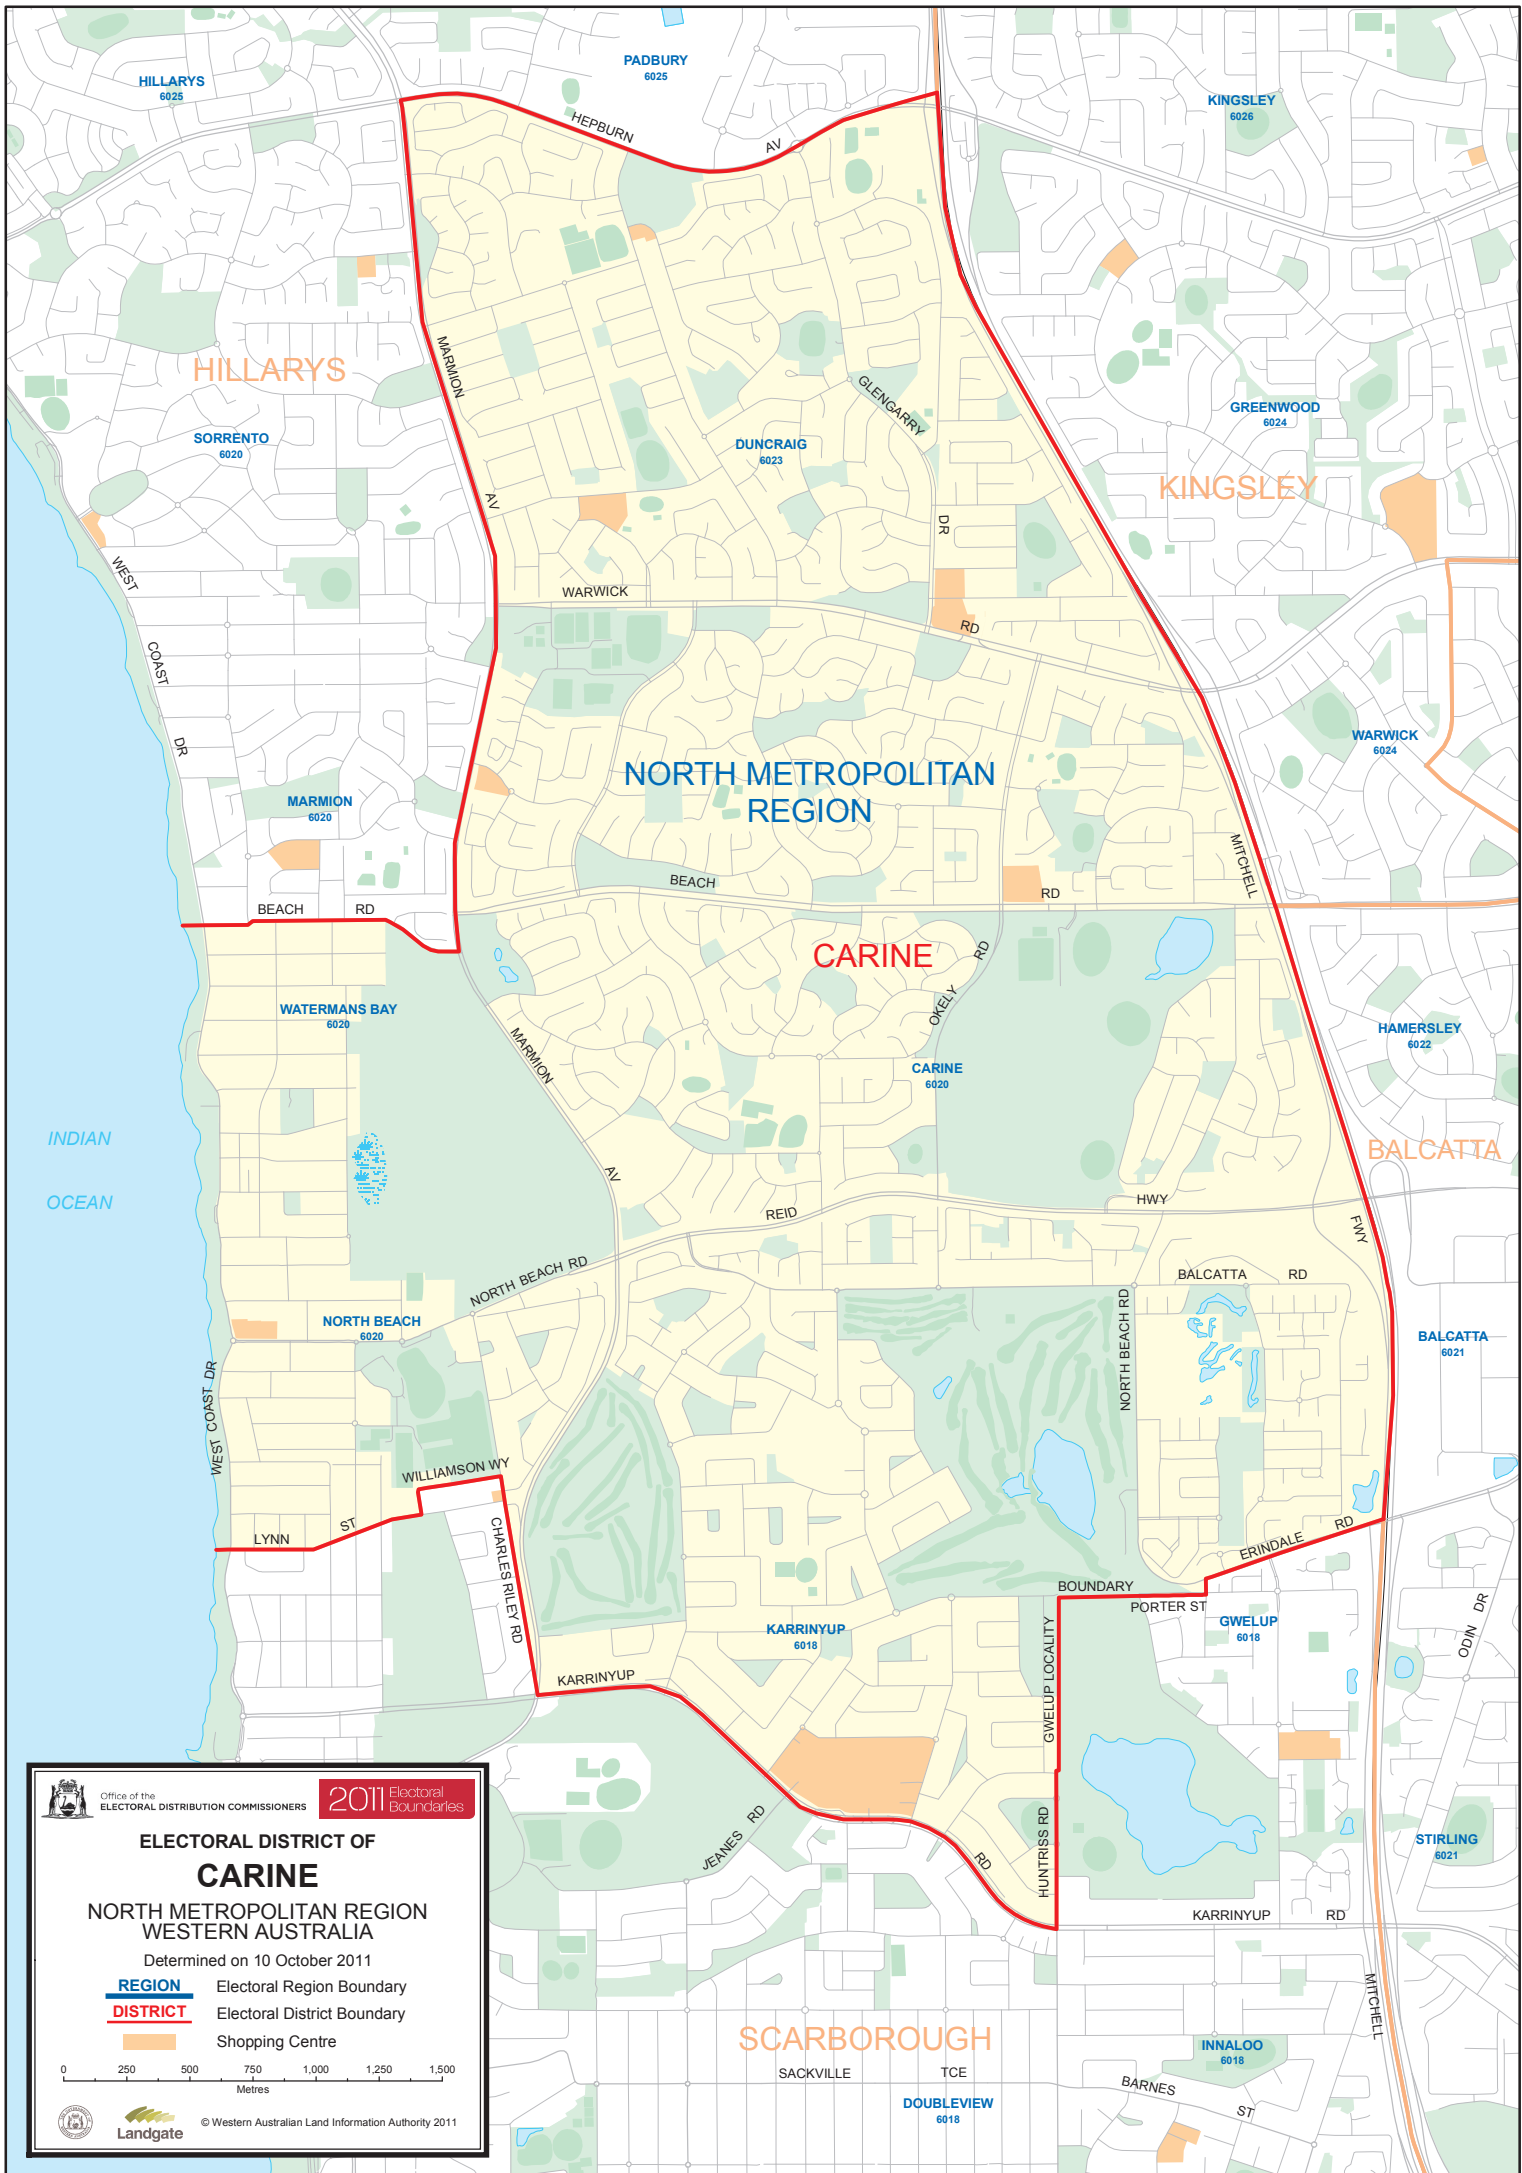 PADBURY
6025
HILLARYS
6025
KINGSLEY
6026
HEPBURN
AV
MARMION
HILLARYS
GLENGARRY
GREENWOOD
6024
SORRENTO
6020
DUNCRAIG
6023
KINGSLEY
AV
DR
WEST
WARWICK
RD
COAST
DR
WARWICK
6024
NORTH METROPOLITAN
REGION
MARMION
6020
MITCHELL
BEACH
RD
BEACH RD
CARINE
RD
OKELY
WATERMANS BAY
6020
HAMERSLEY
6022
MARMION
CARINE
6020
INDIAN
OCEAN
BALCATTA
AV
HWY
REID
FWY
NORTH BEACH RD
BALCATTA RD
NORTH BEACH
6020
NORTH BEACH RD
BALCATTA
6021
WEST COAST DR
WILLIAMSON WY
LYNN ST
CHARLES RILEY RD
ERINDALE RD
BOUNDARY
PORTER ST
GWELUP
6018
ODIN DR
KARRINYUP
6018
GWELUP LOCALITY
KARRINYUP
JEANES RD
RD
HUNTRISS RD
STIRLING
6021
KARRINYUP RD
MITCHELL
SCARBOROUGH
INNALOO
6018
SACKVILLE TCE
BARNES
ST
DOUBLEVIEW
6018
Office of the
ELECTORAL DISTRIBUTION COMMISSIONERS
2011 Electoral
Boundaries
ELECTORAL DISTRICT OF
CARINE
NORTH METROPOLITAN REGION
WESTERN AUSTRALIA
Determined on 10 October 2011
REGION Electoral Region Boundary
DISTRICT Electoral District Boundary
Shopping Centre
0 250 500 750 1,000 1,250 1,500
Metres
Landgate
© Western Australian Land Information Authority 2011